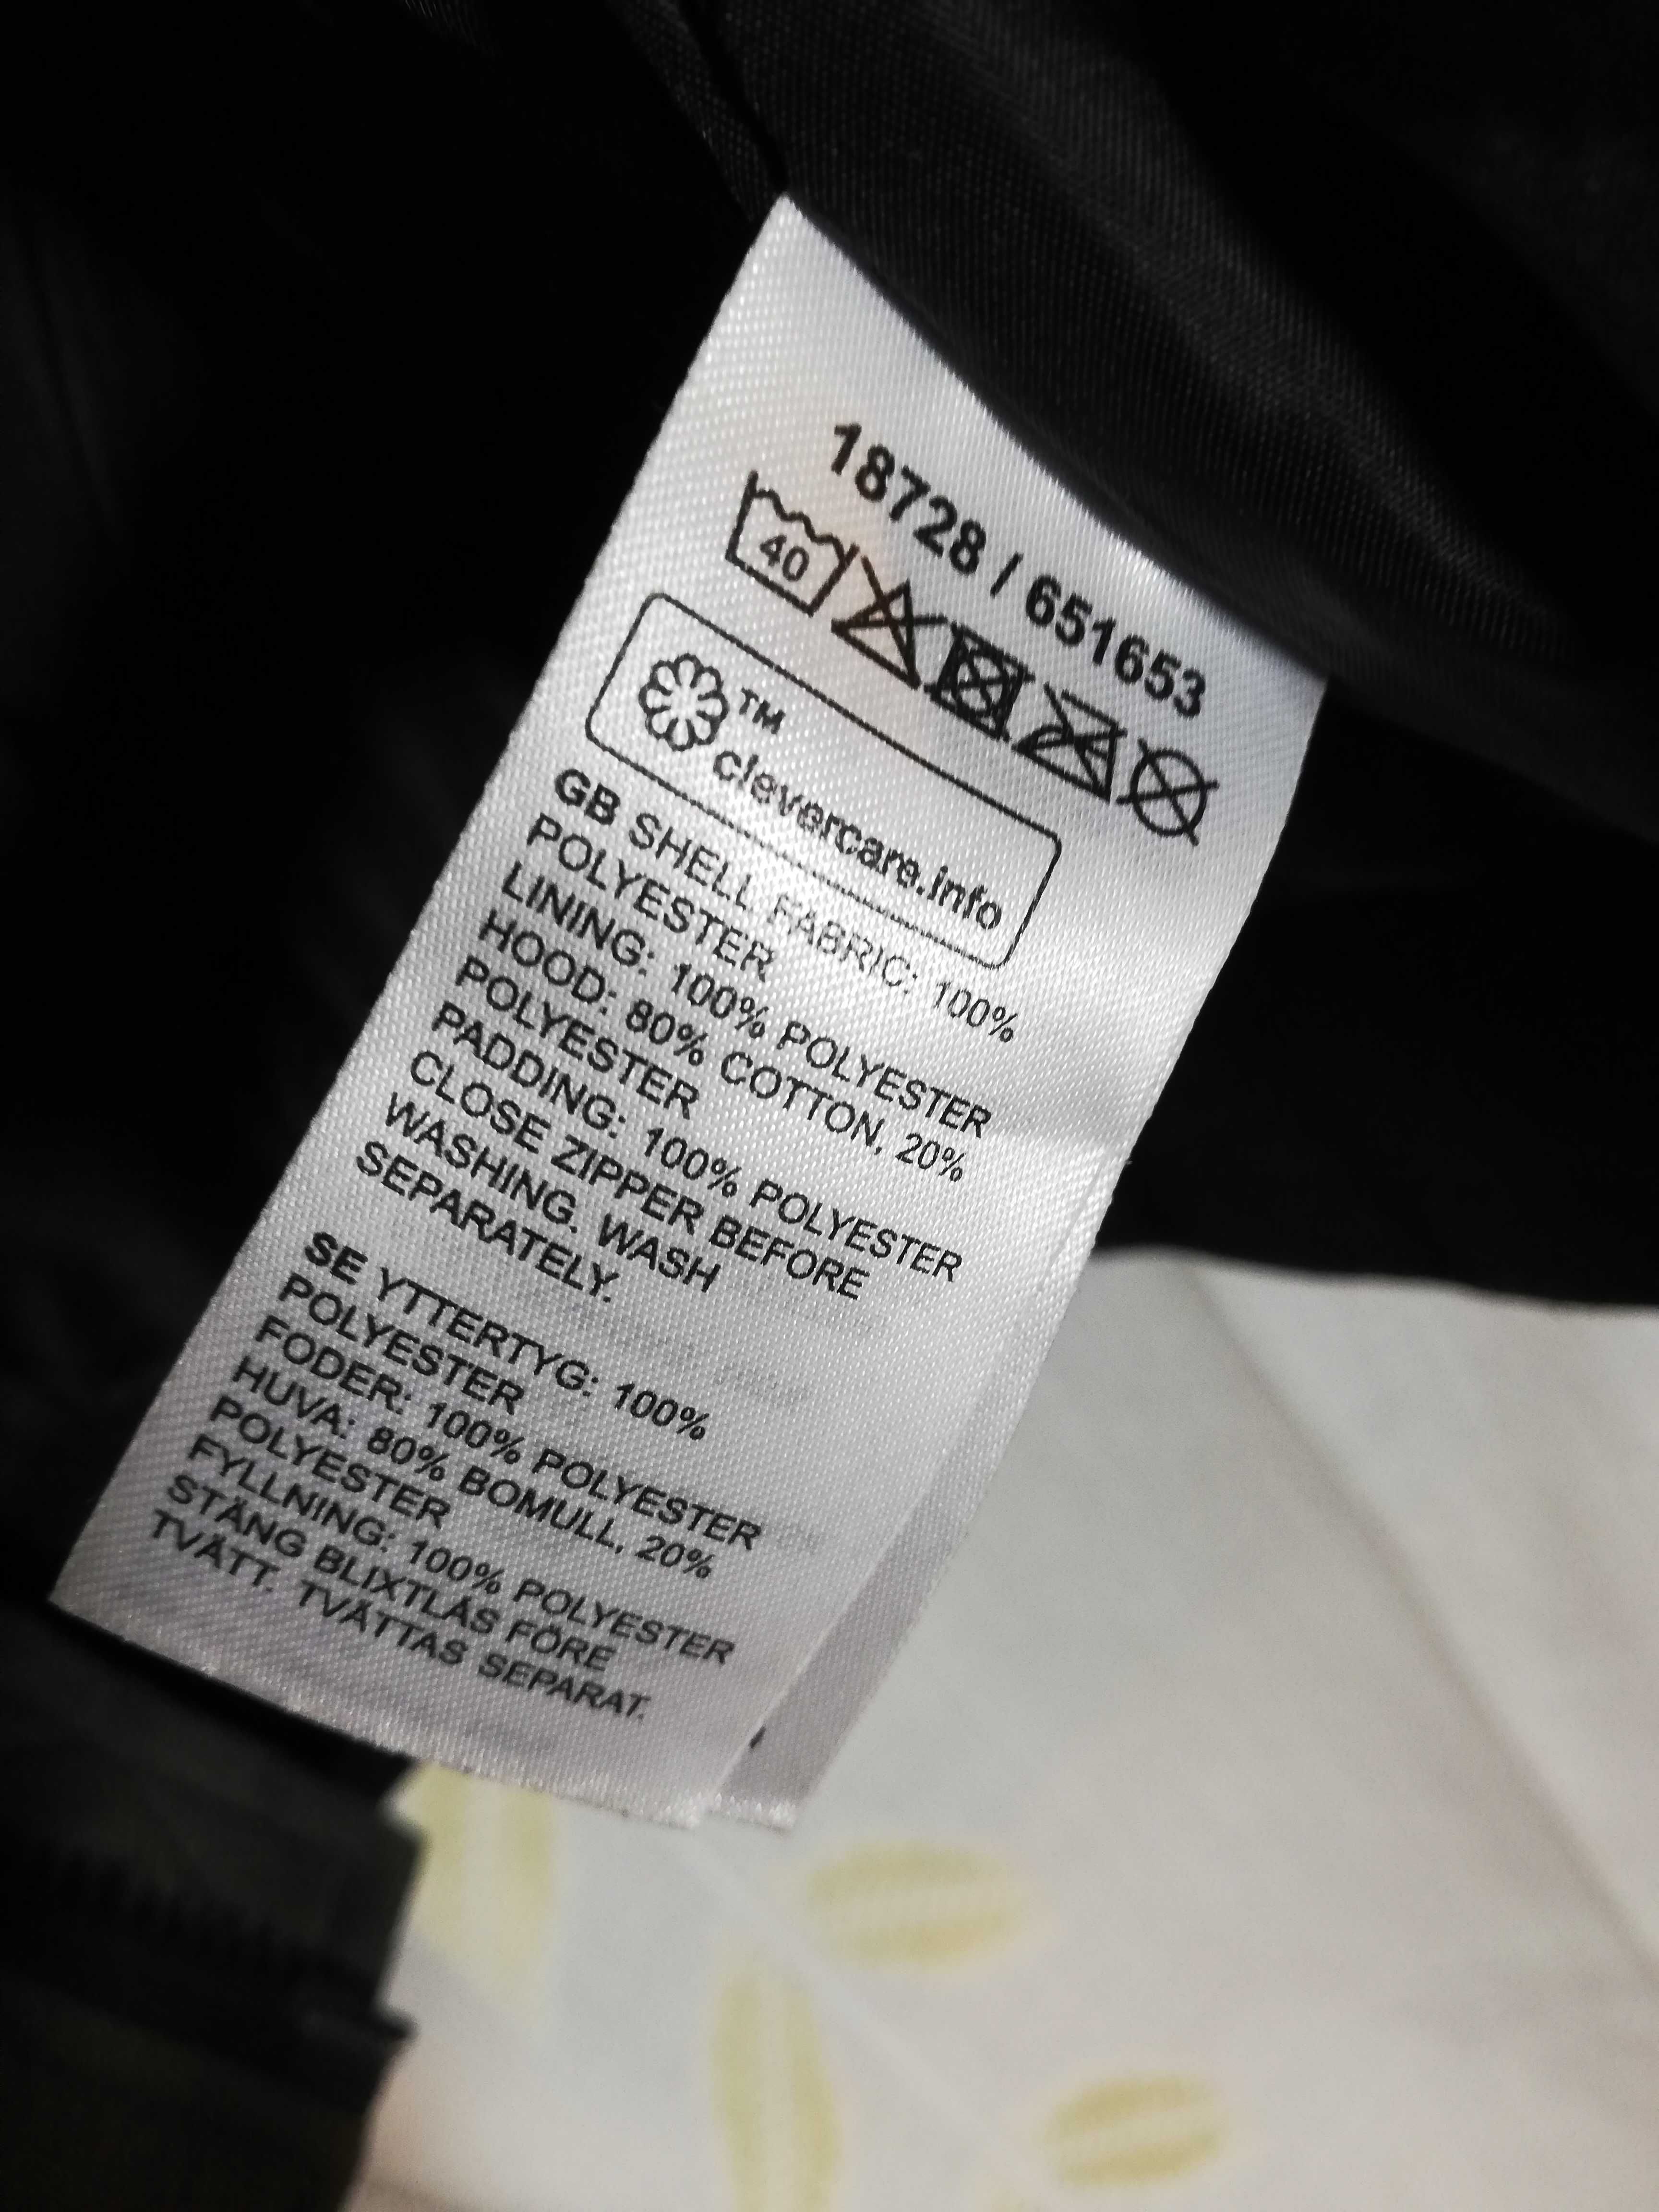 18728 / 651653
40
TM
clevercare.info
GB SHELL FABRIC: 100%
POLYESTER
LINING: 100% POLYESTER
HOOD: 80% COTTON, 20%
POLYESTER
PADDING: 100% POLYESTER
CLOSE ZIPPER BEFORE
WASHING. WASH
SEPARATELY.
SE YTTERTYG: 100%
POLYESTER
FODER: 100% POLYESTER
HUVA: 80% BOMULL, 20%
POLYESTER
FYLLNING: 100% POLYESTER
STÄNG BLIXTLÅS FÖRE
TVÄTT. TVÄTTAS SEPARAT.